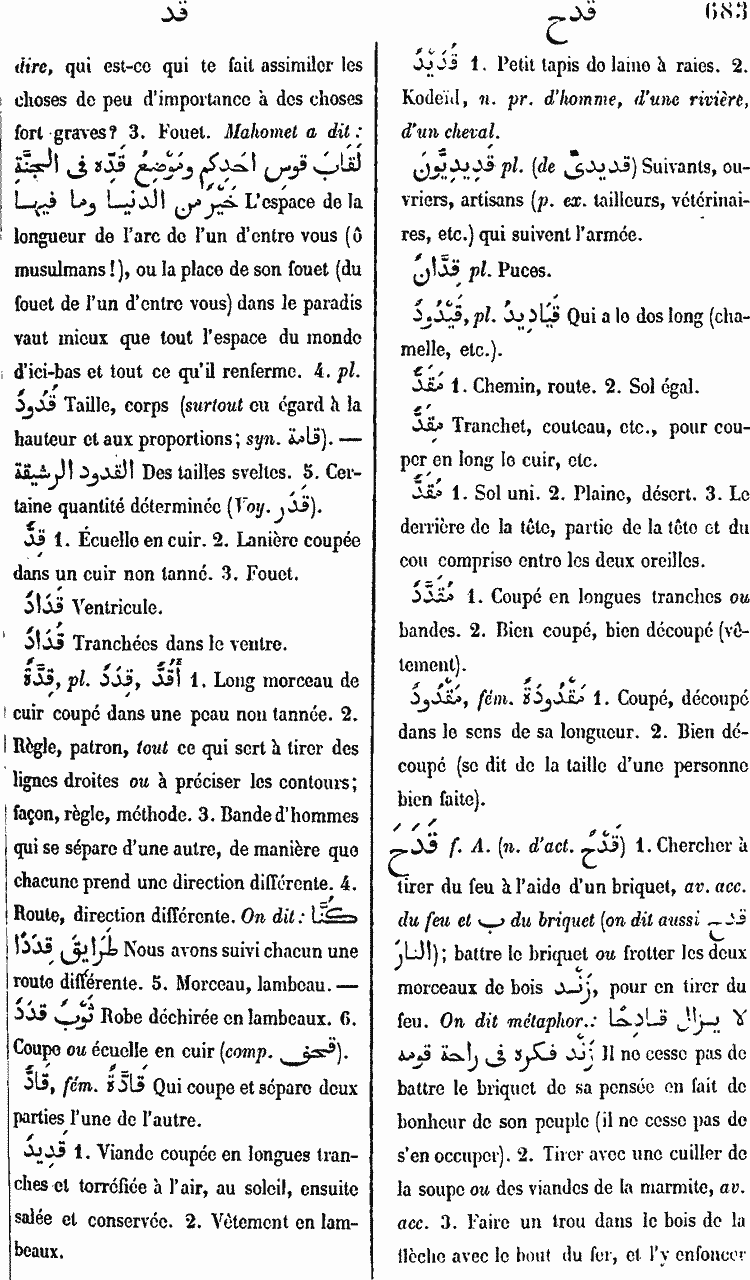 قد
قدح
683
dire, qui est-ce qui te fait assimiler les
choses de peu d'importance à des choses
fort graves? 3. Fouet. Mahomet a dit :
لَقَابُ قوس احدكم ومَوْضِعُ قِدّه فى الجنّة
خَيْرٌ من الدنيا وما فيها L'espace de la
longueur de l'arc de l'un d'entre vous (ô
musulmans!), ou la place de son fouet (du
fouet de l'un d'entre vous) dans le paradis
vaut mieux que tout l'espace du monde
d'ici-bas et tout ce qu'il renferme. 4. pl.
قُدُودٌ Taille, corps (surtout eu égard à la
hauteur et aux proportions; syn. قامة). —
القدود الرشيقة Des tailles sveltes. 5. Cer-
taine quantité déterminée (Voy. قَدَر).
قِدٌّ 1. Écuelle en cuir. 2. Lanière coupée
dans un cuir non tanné. 3. Fouet.
قُدَادٌ Ventricule.
قُدَادٌ Tranchées dans le ventre.
قِدَّةٌ, pl. قِدَدٌ, أَقُدٌّ 1. Long morceau de
cuir coupé dans une peau non tannée. 2.
Règle, patron, tout ce qui sert à tirer des
lignes droites ou à préciser les contours;
façon, règle, méthode. 3. Bande d'hommes
qui se sépare d'une autre, de manière que
chacune prend une direction différente. 4.
Route, direction différente. On dit : كُنَّا
طَرَايِقَ قِدَدًا Nous avons suivi chacun une
route différente. 5. Morceau, lambeau. —
ثَوْبٌ قِدَدٌ Robe déchirée en lambeaux. 6.
Coupe ou écuelle en cuir (comp. قحف).
قَادٌّ, fém. قَادَّةٌ Qui coupe et sépare deux
parties l'une de l'autre.
قَدِيدٌ 1. Viande coupée en longues tran-
ches et torréfiée à l'air, au soleil, ensuite
salée et conservée. 2. Vêtement en lam-
beaux.
قُدَيْدٌ 1. Petit tapis de laine à raies. 2.
Kodeïd, n. pr. d'homme, d'une rivière,
d'un cheval.
قَدِيدِيُّونَ pl. (de قديدىّ) Suivants, ou-
vriers, artisans (p. ex. tailleurs, vétérinai-
res, etc.) qui suivent l'armée.
قِدَّانٌ pl. Puces.
قَيْدُودٌ, pl. قَيَادِيدُ Qui a le dos long (cha-
melle, etc.).
مَقَدٌّ 1. Chemin, route. 2. Sol égal.
مِقَدٌّ Tranchet, couteau, etc., pour cou-
per en long le cuir, etc.
مُقَدٌّ 1. Sol uni. 2. Plaine, désert. 3. Le
derrière de la tête, partie de la tête et du
cou comprise entre les deux oreilles.
مُقَدَّدٌ 1. Coupé en longues tranches ou
bandes. 2. Bien coupé, bien découpé (vê-
tement).
مَقْدُودٌ, fém. مَقْدُودَةٌ 1. Coupé, découpé
dans le sens de sa longueur. 2. Bien dé-
coupé (se dit de la taille d'une personne
bien faite).
قَدَحَ f. A. (n. d'act. قَدْحٌ) 1. Chercher à
tirer du feu à l'aide d'un briquet, av. acc.
du feu et ب du briquet (on dit aussi قدح
النارَ); battre le briquet ou frotter les deux
morceaux de bois زَنْد, pour en tirer du
feu. On dit métaphor.: لا يزال قادحًا
زَنْد فكره فى راحة قومه Il ne cesse pas de
battre le briquet de sa pensée en fait de
bonheur de son peuple (il ne cesse pas de
s'en occuper). 2. Tirer avec une cuiller de
la soupe ou des viandes de la marmite, av.
acc. 3. Faire un trou dans le bois de la
flèche avec le bout du fer, et l'y enfoncer